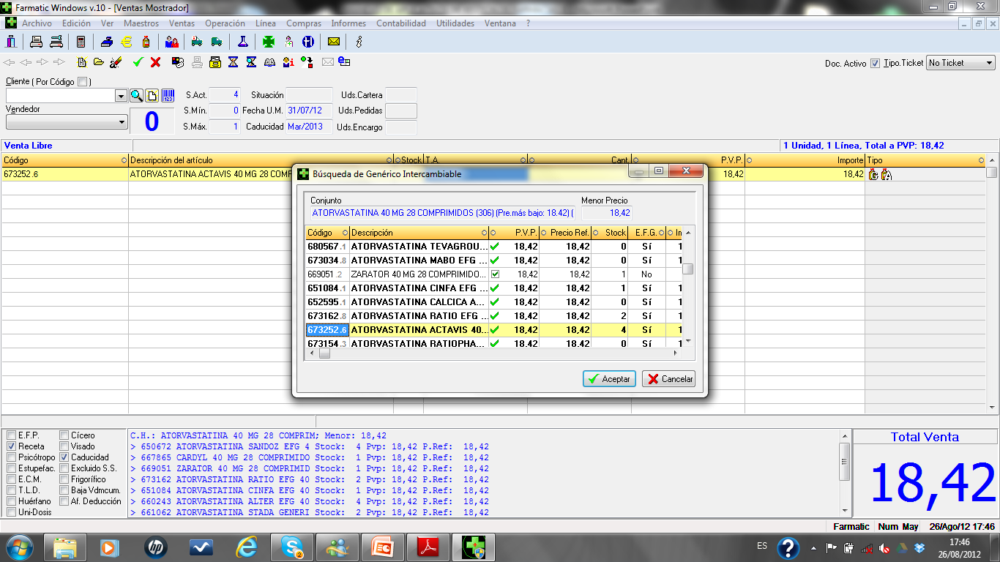 Farmatic Windows v.10 - [Ventas Mostrador]
Archivo Edición Ver Maestros Ventas Operación Línea Compras Informes Contabilidad Utilidades Ventana ?
Doc. Activo Tipo.Ticket No Ticket
Cliente ( Por Código )
Vendedor
0
S.Act. 4 Situación Uds.Cartera
S.Mín. 0 Fecha U.M. 31/07/12 Uds.Pedidas
S.Máx. 1 Caducidad Mar/2013 Uds.Encargo
Venta Libre 1 Unidad, 1 Línea, Total a PVP: 18,42
Código Descripción del artículo Stock T.A. Cant. P.V.P. Importe Tipo
673252.6 ATORVASTATINA ACTAVIS 40 MG 28 COMP 18,42 18,42 G A
Búsqueda de Genérico Intercambiable
Conjunto Menor Precio
ATORVASTATINA 40 MG 28 COMPRIMIDOS (306) (Pre.más bajo: 18.42) ( 18,42
Código Descripción P.V.P. Precio Ref. Stock E.F.G. In
680567.1 ATORVASTATINA TEVAGROU... 18,42 18,42 0 Sí 1
673034.8 ATORVASTATINA MABO EFG ... 18,42 18,42 0 Sí 1
669051.2 ZARATOR 40 MG 28 COMPRIMIDO... 18,42 18,42 1 No
651084.1 ATORVASTATINA CINFA EFG ... 18,42 18,42 1 Sí 1
652595.1 ATORVASTATINA CALCICA A... 18,42 18,42 0 Sí 1
673162.8 ATORVASTATINA RATIO EFG ... 18,42 18,42 2 Sí 1
673252.6 ATORVASTATINA ACTAVIS 40... 18,42 18,42 4 Sí 1
673154.3 ATORVASTATINA RATIOPHA... 18,42 18,42 0 Sí 1
Aceptar Cancelar
E.F.P. Cícero
Receta Visado
Psicótropo Caducidad
Estupefac. Excluido S.S.
E.C.M. Frigorífico
T.L.D. Baja Vdmcum.
Huérfano Af. Deducción
Uni-Dosis
C.H.: ATORVASTATINA 40 MG 28 COMPRIM; Menor: 18,42
> 650672 ATORVASTATINA SANDOZ EFG 4 Stock: 4 Pvp: 18,42 P.Ref: 18,42
> 667865 CARDYL 40 MG 28 COMPRIMIDO Stock: 1 Pvp: 18,42 P.Ref: 18,42
> 669051 ZARATOR 40 MG 28 COMPRIMID Stock: 1 Pvp: 18,42 P.Ref: 18,42
> 673162 ATORVASTATINA RATIO EFG 40 Stock: 2 Pvp: 18,42 P.Ref: 18,42
> 651084 ATORVASTATINA CINFA EFG 40 Stock: 1 Pvp: 18,42 P.Ref: 18,42
> 660243 ATORVASTATINA ALTER EFG 40 Stock: 4 Pvp: 18,42 P.Ref: 18,42
> 661062 ATORVASTATINA STADA GENERI Stock: 2 Pvp: 18,42 P.Ref: 18,42
Total Venta
18,42
Farmatic Num May 26/Ago/12 17:46
ES 17:46
26/08/2012